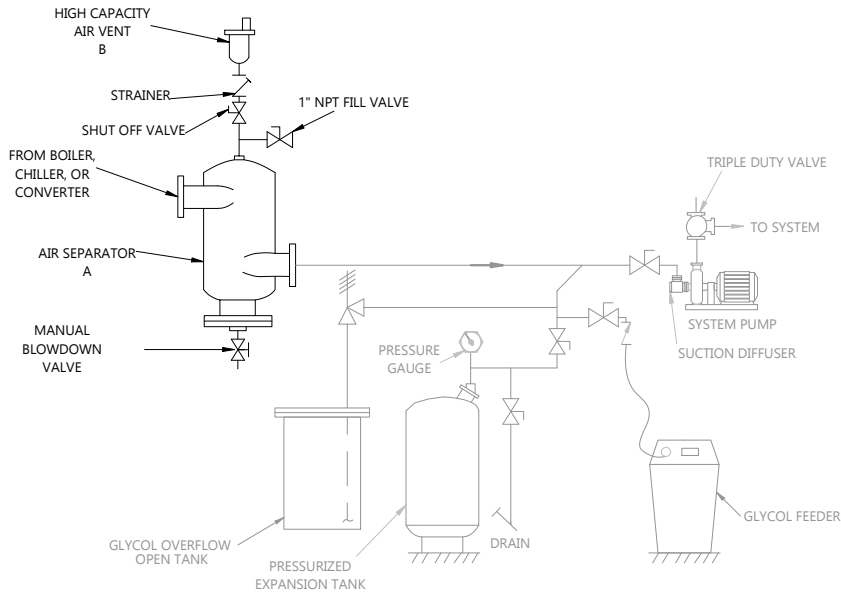 HIGH CAPACITY
AIR VENT
B
STRAINER
1" NPT FILL VALVE
SHUT OFF VALVE
FROM BOILER,
CHILLER, OR
CONVERTER
TRIPLE DUTY VALVE
TO SYSTEM
AIR SEPARATOR
A
MANUAL
BLOWDOWN
VALVE
SYSTEM PUMP
PRESSURE
GAUGE
SUCTION DIFFUSER
GLYCOL FEEDER
DRAIN
GLYCOL OVERFLOW
OPEN TANK
PRESSURIZED
EXPANSION TANK